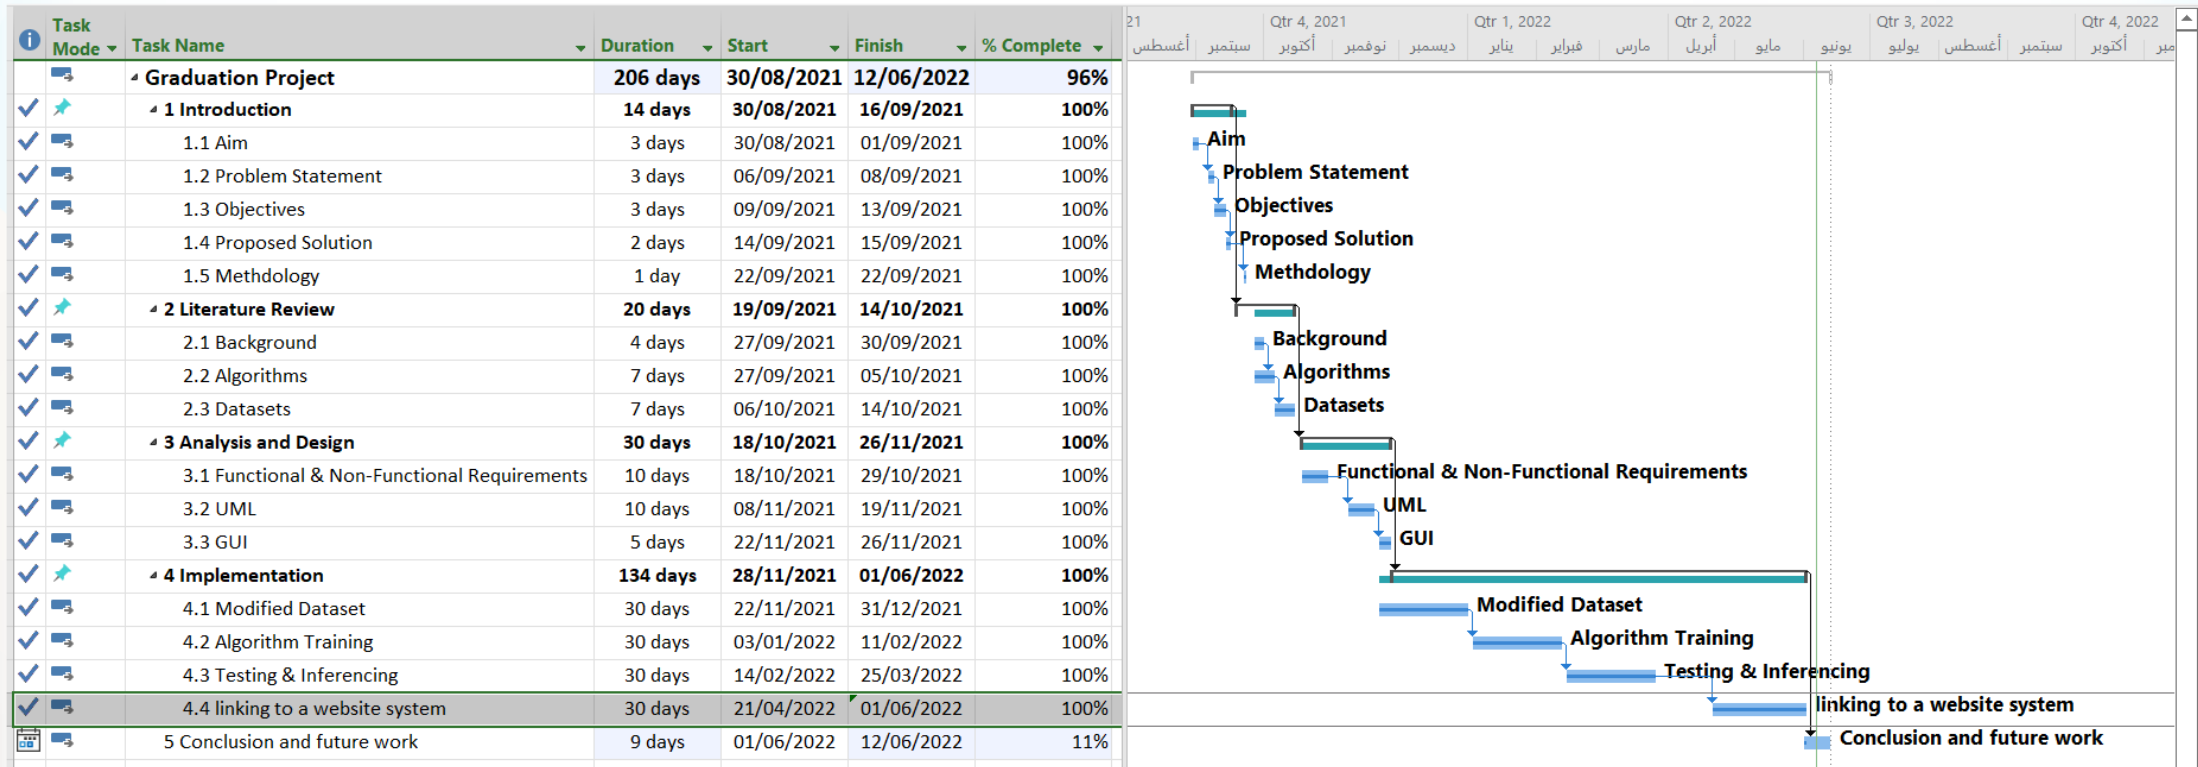 Task Mode	Task Name	Duration	Start	Finish	% Complete
Graduation Project	206 days	30/08/2021	12/06/2022	96%
1 Introduction	14 days	30/08/2021	16/09/2021	100%
1.1 Aim	3 days	30/08/2021	01/09/2021	100%
1.2 Problem Statement	3 days	06/09/2021	08/09/2021	100%
1.3 Objectives	3 days	09/09/2021	13/09/2021	100%
1.4 Proposed Solution	2 days	14/09/2021	15/09/2021	100%
1.5 Methdology	1 day	22/09/2021	22/09/2021	100%
2 Literature Review	20 days	19/09/2021	14/10/2021	100%
2.1 Background	4 days	27/09/2021	30/09/2021	100%
2.2 Algorithms	7 days	27/09/2021	05/10/2021	100%
2.3 Datasets	7 days	06/10/2021	14/10/2021	100%
3 Analysis and Design	30 days	18/10/2021	26/11/2021	100%
3.1 Functional & Non-Functional Requirements	10 days	18/10/2021	29/10/2021	100%
3.2 UML	10 days	08/11/2021	19/11/2021	100%
3.3 GUI	5 days	22/11/2021	26/11/2021	100%
4 Implementation	134 days	28/11/2021	01/06/2022	100%
4.1 Modified Dataset	30 days	22/11/2021	31/12/2021	100%
4.2 Algorithm Training	30 days	03/01/2022	11/02/2022	100%
4.3 Testing & Inferencing	30 days	14/02/2022	25/03/2022	100%
4.4 linking to a website system	30 days	21/04/2022	01/06/2022	100%
5 Conclusion and future work	9 days	01/06/2022	12/06/2022	11%
21	Qtr 4, 2021	Qtr 1, 2022	Qtr 2, 2022	Qtr 3, 2022	Qtr 4, 2022
أغسطس	سبتمبر	أكتوبر	نوفمبر	ديسمبر	يناير	فبراير	مارس	أبريل	مايو	يونيو	يوليو	أغسطس	سبتمبر	أكتوبر	مبر
Aim
Problem Statement
Objectives
Proposed Solution
Methdology
Background
Algorithms
Datasets
Functional & Non-Functional Requirements
UML
GUI
Modified Dataset
Algorithm Training
Testing & Inferencing
linking to a website system
Conclusion and future work